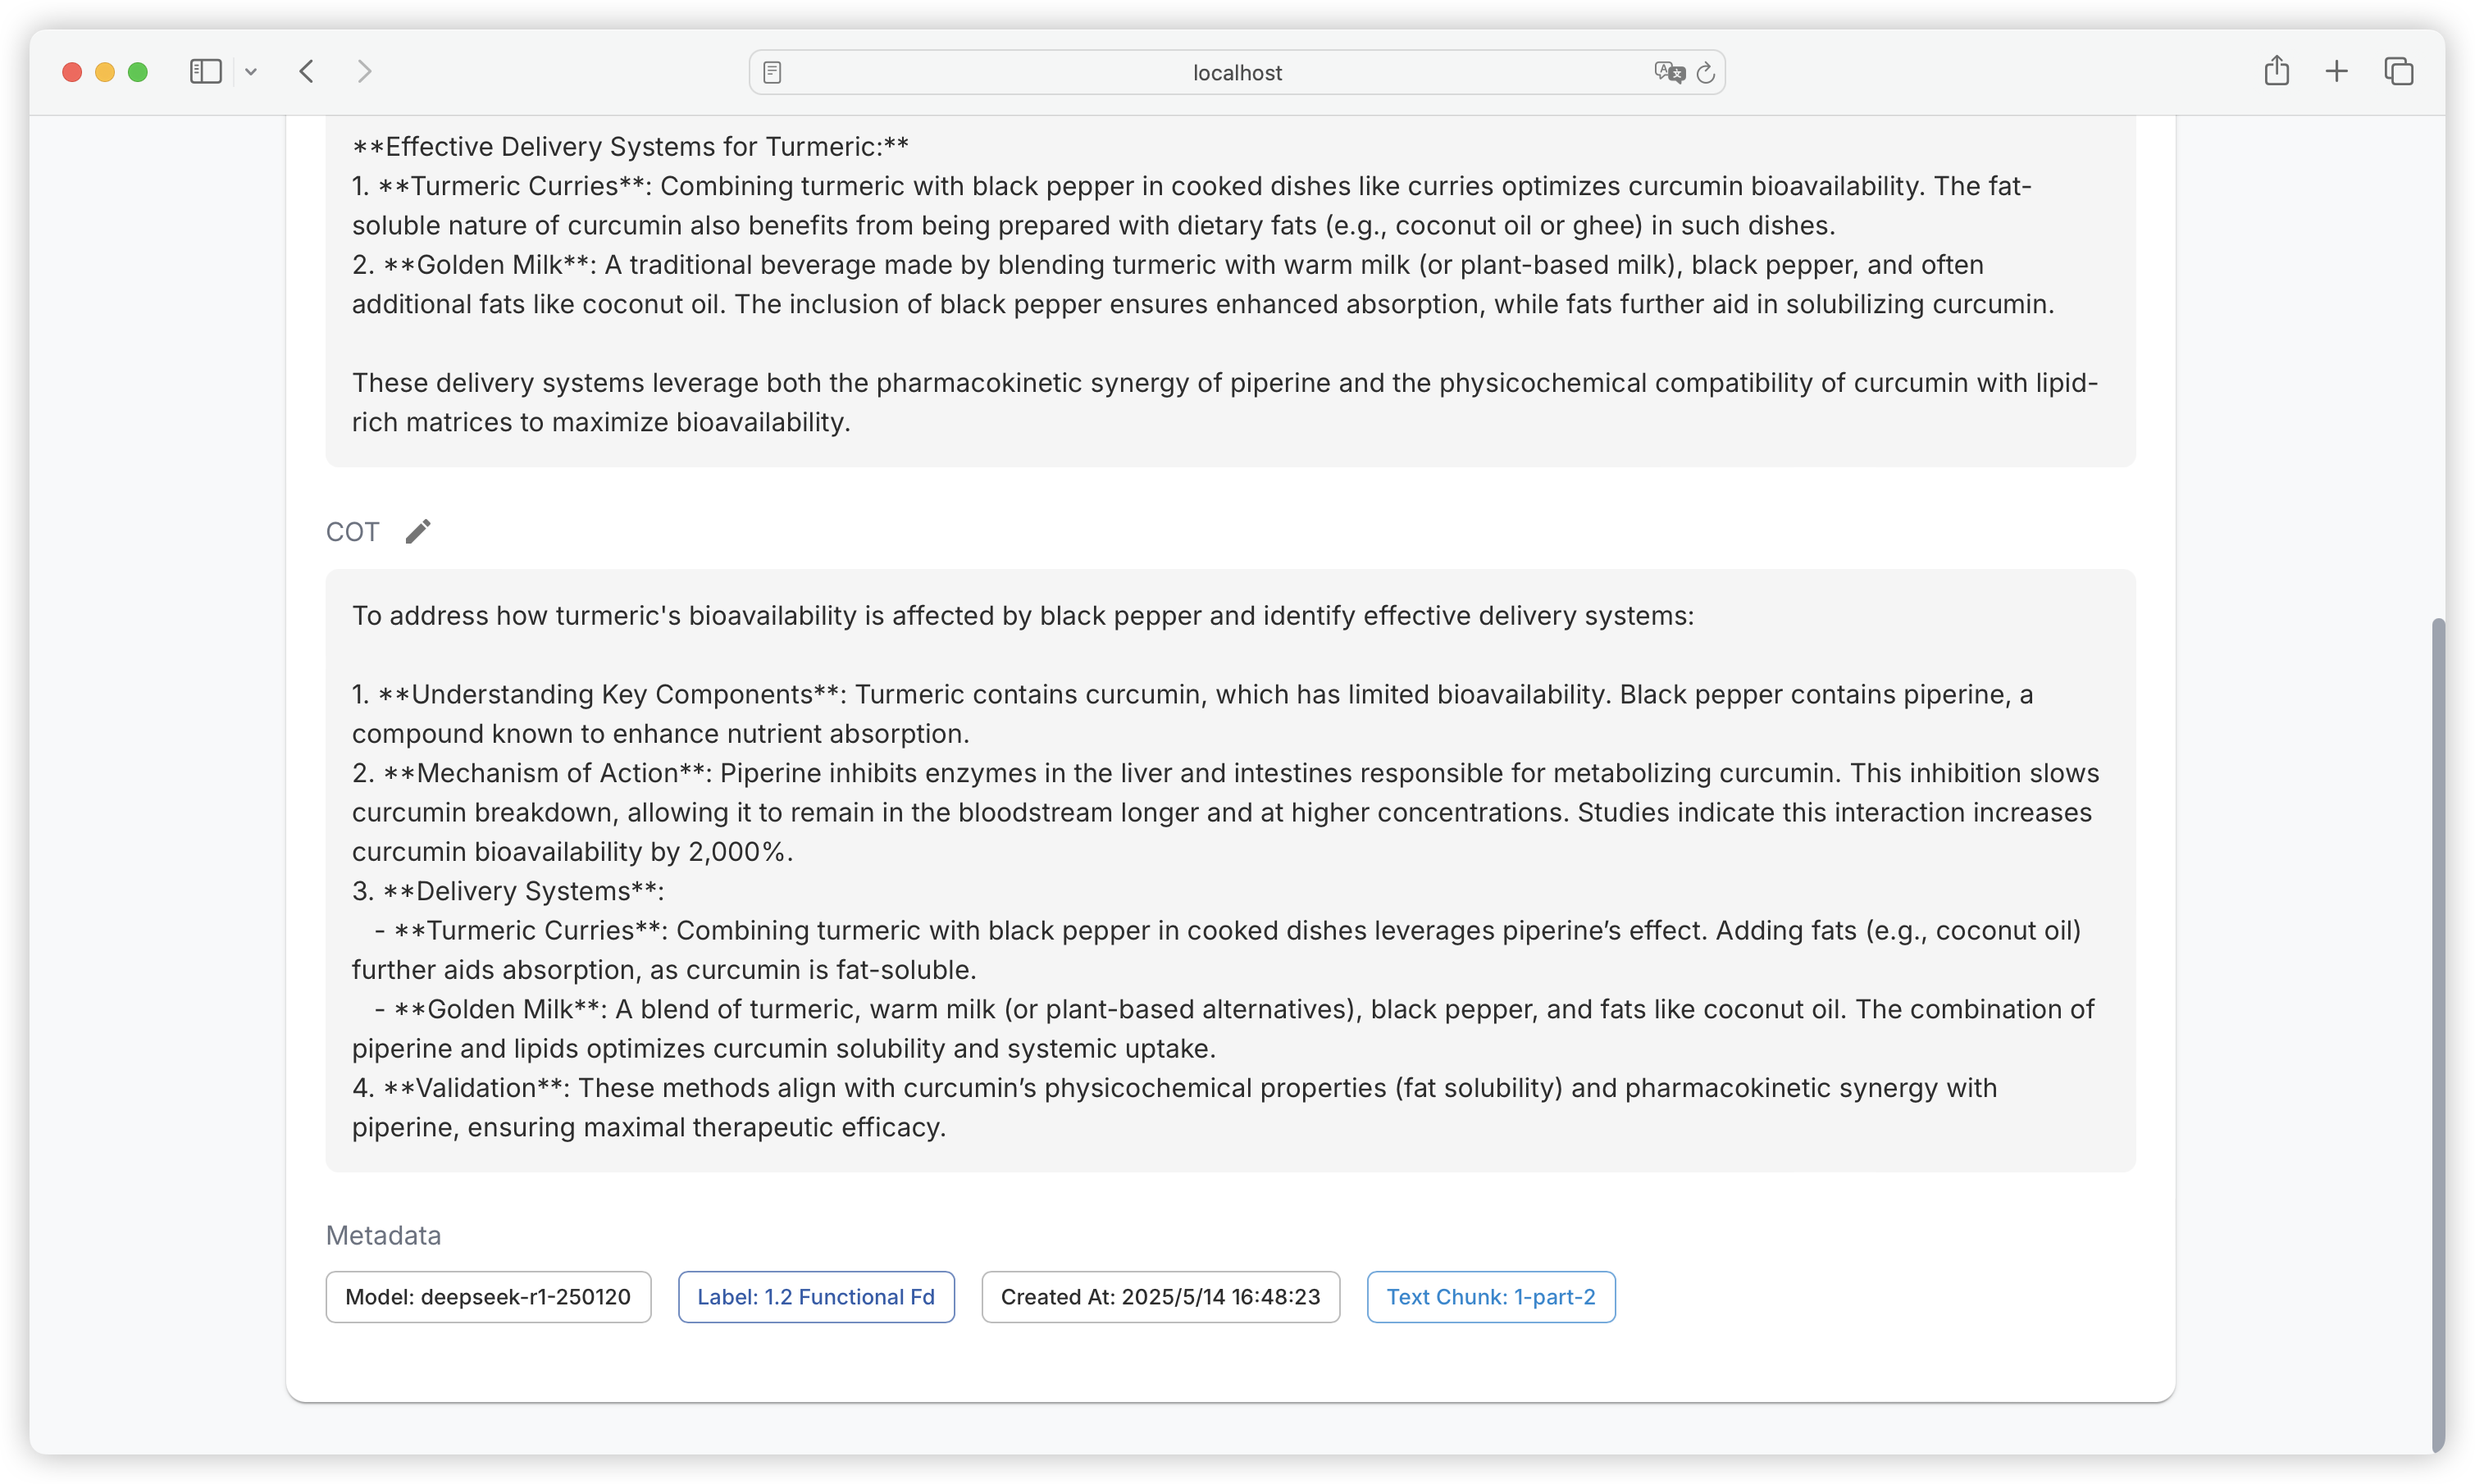 localhost
**Effective Delivery Systems for Turmeric:**
1. **Turmeric Curries**: Combining turmeric with black pepper in cooked dishes like curries optimizes curcumin bioavailability. The fat-
soluble nature of curcumin also benefits from being prepared with dietary fats (e.g., coconut oil or ghee) in such dishes.
2. **Golden Milk**: A traditional beverage made by blending turmeric with warm milk (or plant-based milk), black pepper, and often
additional fats like coconut oil. The inclusion of black pepper ensures enhanced absorption, while fats further aid in solubilizing curcumin.
These delivery systems leverage both the pharmacokinetic synergy of piperine and the physicochemical compatibility of curcumin with lipid-
rich matrices to maximize bioavailability.
COT
To address how turmeric's bioavailability is affected by black pepper and identify effective delivery systems:
1. **Understanding Key Components**: Turmeric contains curcumin, which has limited bioavailability. Black pepper contains piperine, a
compound known to enhance nutrient absorption.
2. **Mechanism of Action**: Piperine inhibits enzymes in the liver and intestines responsible for metabolizing curcumin. This inhibition slows
curcumin breakdown, allowing it to remain in the bloodstream longer and at higher concentrations. Studies indicate this interaction increases
curcumin bioavailability by 2,000%.
3. **Delivery Systems**:
- **Turmeric Curries**: Combining turmeric with black pepper in cooked dishes leverages piperine’s effect. Adding fats (e.g., coconut oil)
further aids absorption, as curcumin is fat-soluble.
- **Golden Milk**: A blend of turmeric, warm milk (or plant-based alternatives), black pepper, and fats like coconut oil. The combination of
piperine and lipids optimizes curcumin solubility and systemic uptake.
4. **Validation**: These methods align with curcumin’s physicochemical properties (fat solubility) and pharmacokinetic synergy with
piperine, ensuring maximal therapeutic efficacy.
Metadata
Model: deepseek-r1-250120
Label: 1.2 Functional Fd
Created At: 2025/5/14 16:48:23
Text Chunk: 1-part-2